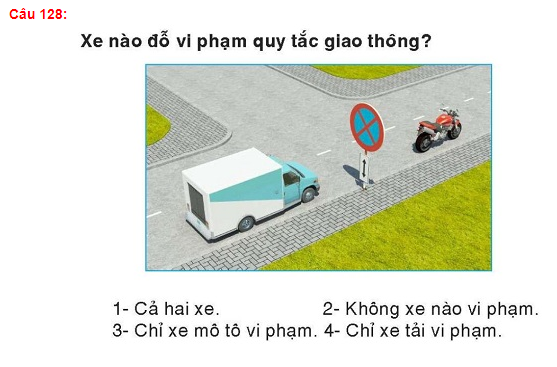 Câu 128:
Xe nào đỗ vi phạm quy tắc giao thông?
1- Cả hai xe. 2- Không xe nào vi phạm.
3- Chỉ xe mô tô vi phạm. 4- Chỉ xe tải vi phạm.